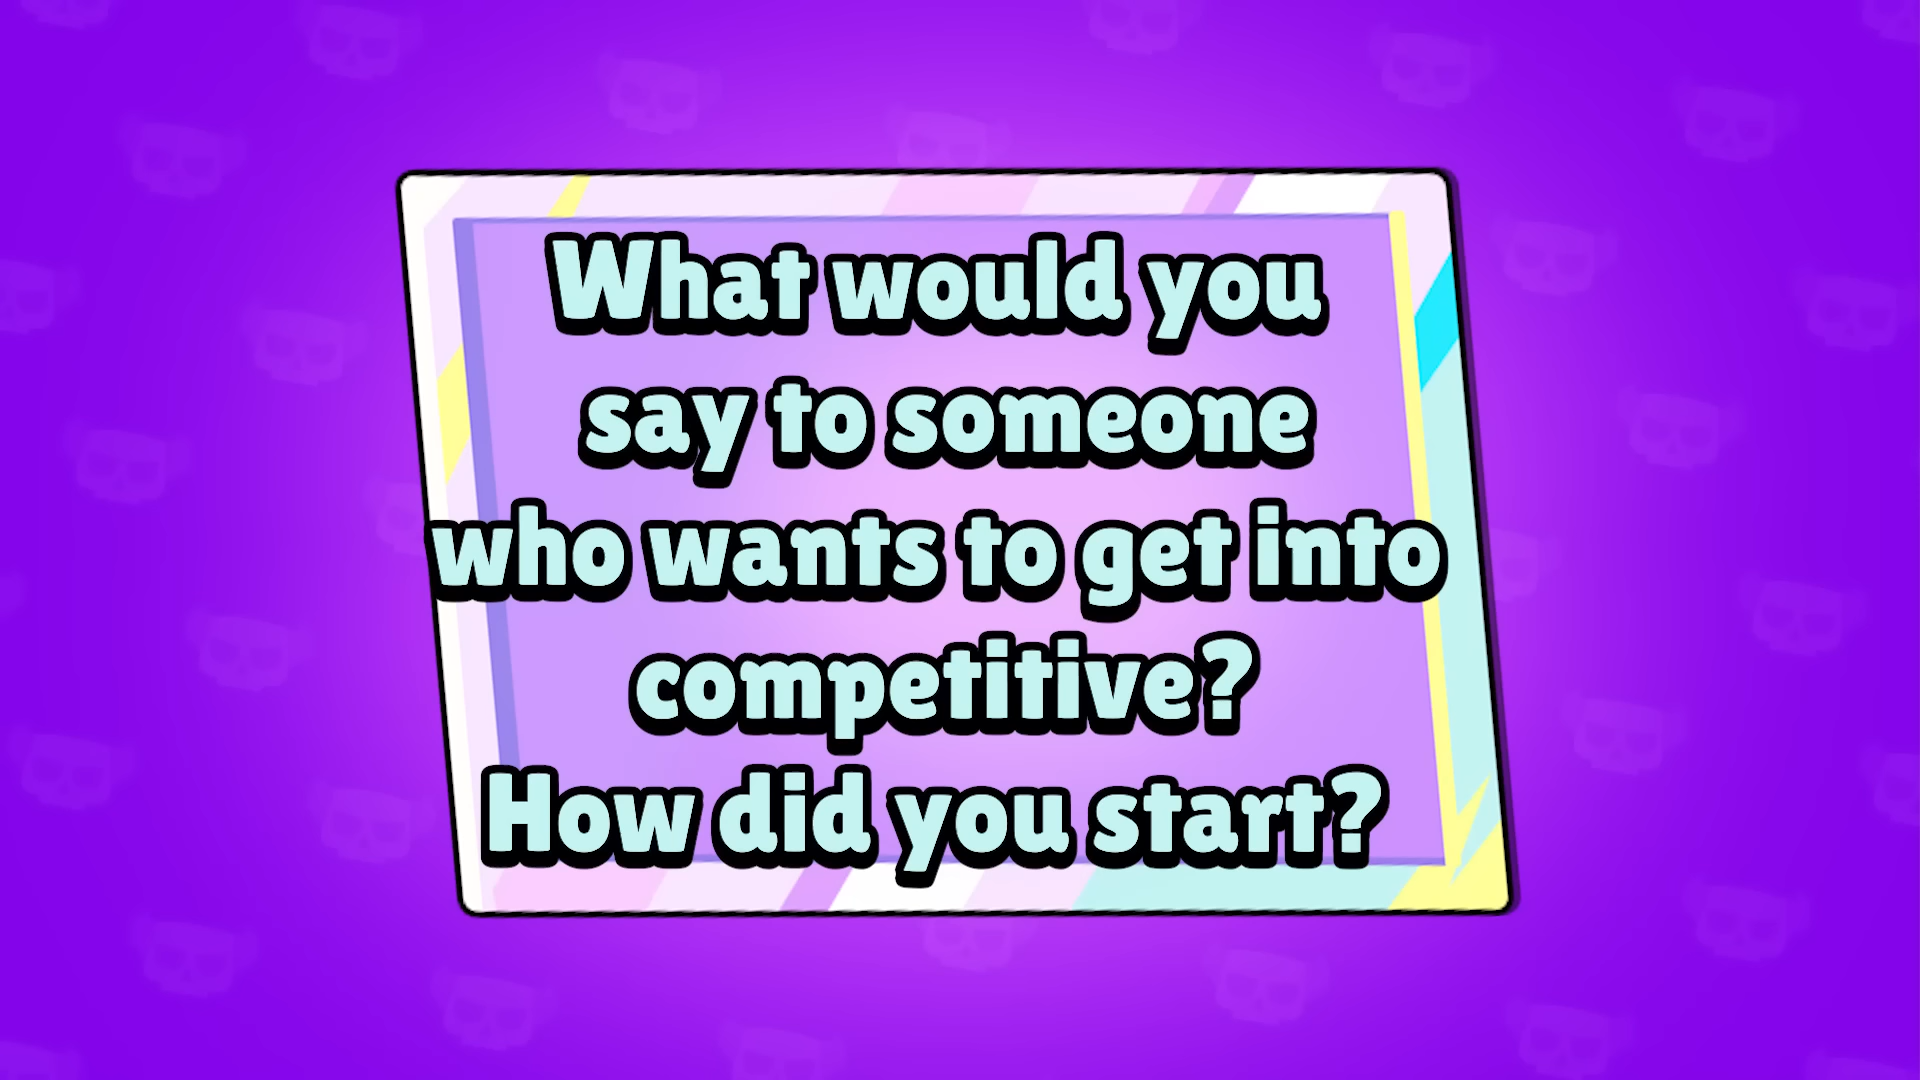 What would you
say to someone
who wants to get into
competitive?
How did you start?